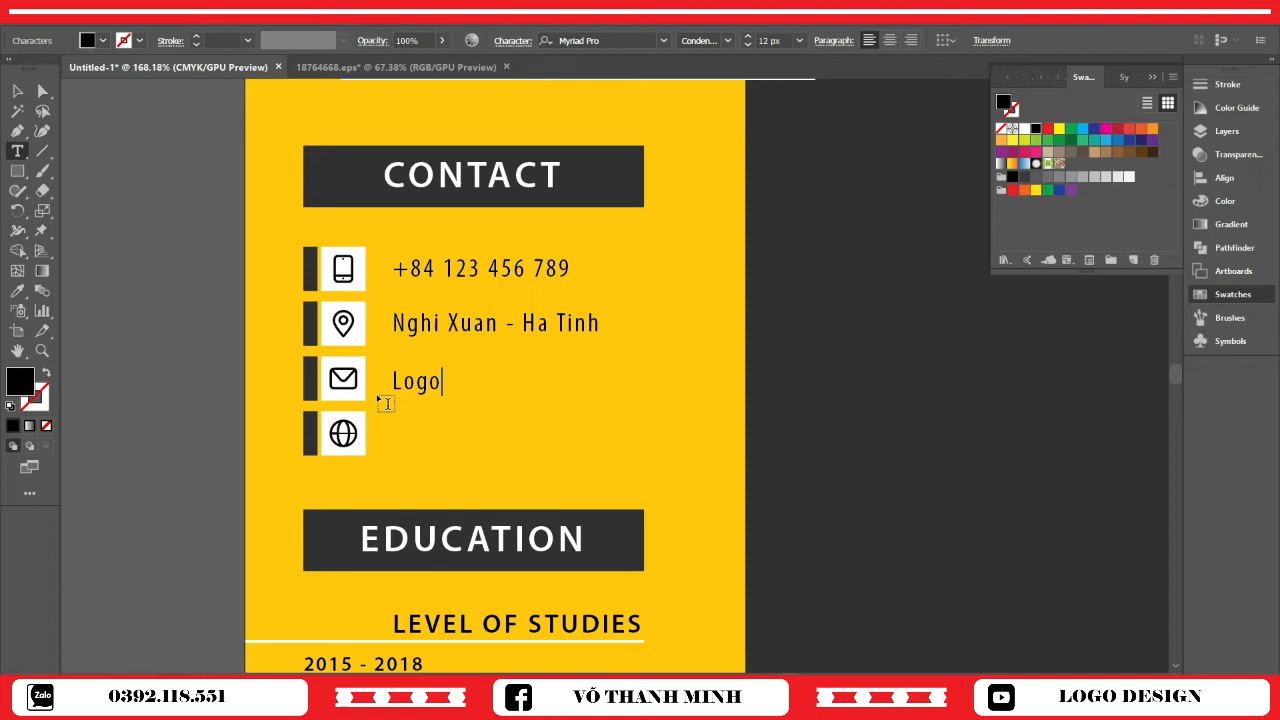 Characters
Stroke:
Opacity: 100%
Character:
Myriad Pro
Conden...
12 px
Paragraph:
Transform
Untitled-1* @ 168.18% (CMYK/GPU Preview)
18764668.eps* @ 67.38% (RGB/GPU Preview)
Swa...
Sy
Stroke
Color Guide
Layers
Transparen...
Align
Color
Gradient
Pathfinder
Artboards
Swatches
Brushes
Symbols
CONTACT
+84 123 456 789
Nghi Xuan - Ha Tinh
Logo
EDUCATION
LEVEL OF STUDIES
2015 - 2018
Zalo
0392.118.551
VÕ THANH MINH
LOGO DESIGN